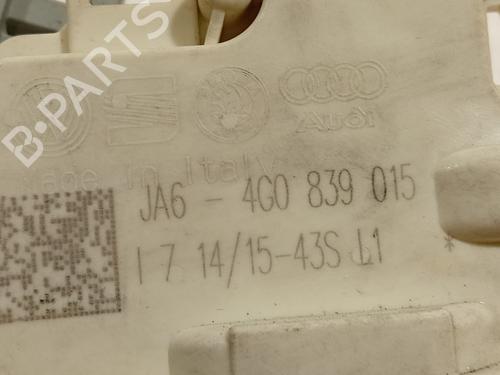 B-PARTS
Audi
Made In Italy
JA6 - 4G0 839 015
I 7 14/15-43S L1 *